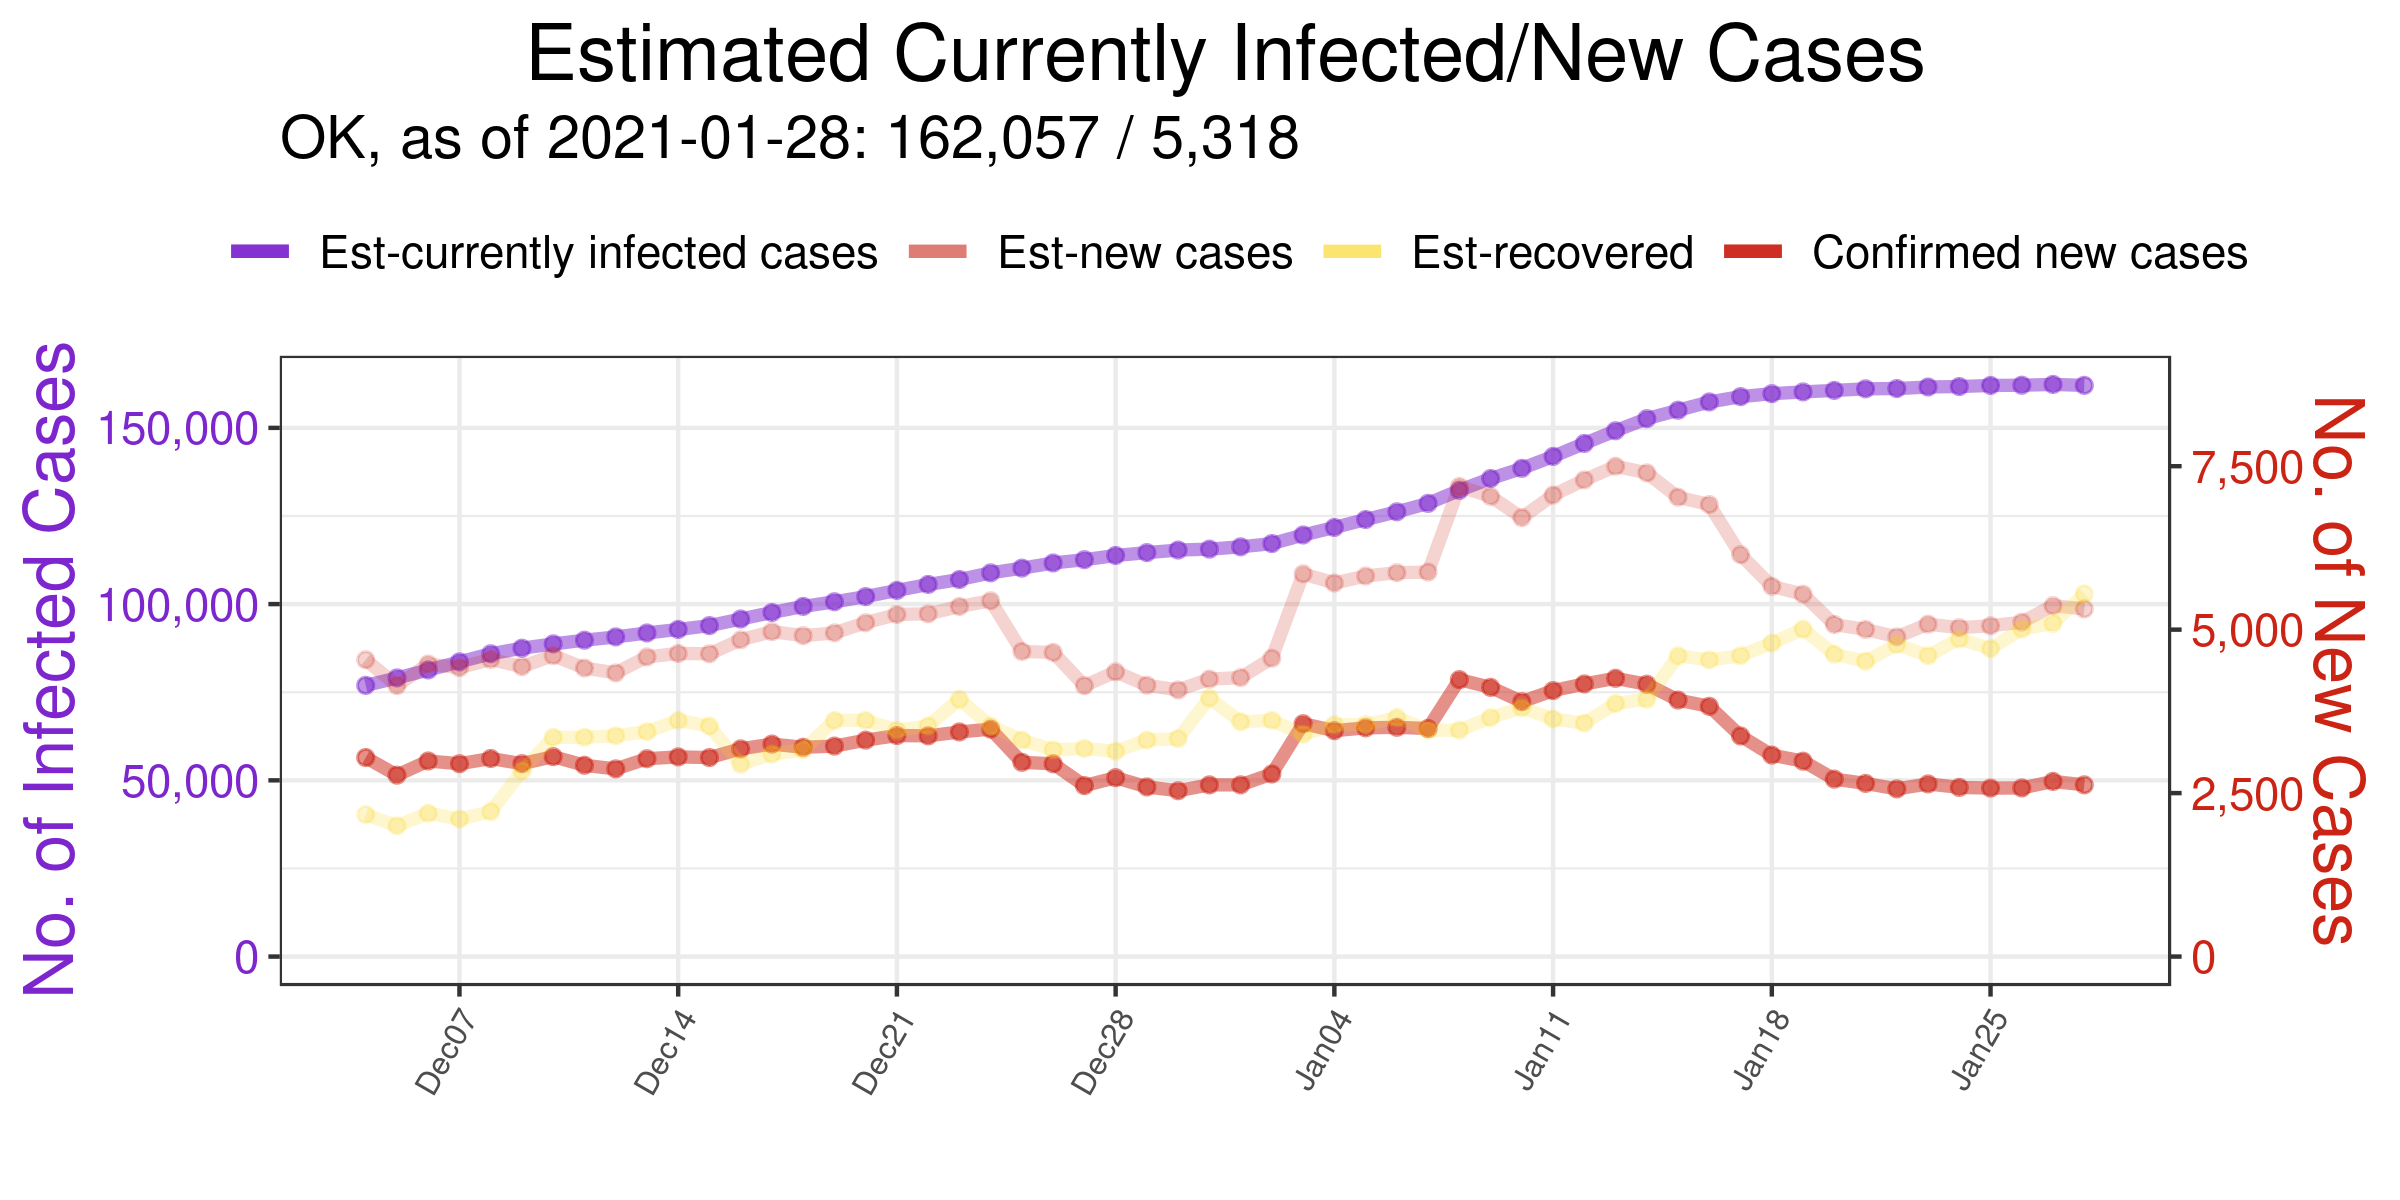 Estimated Currently Infected/New Cases
OK, as of 2021-01-28: 162,057 / 5,318
Est-currently infected cases Est-new cases Est-recovered Confirmed new cases
No. of Infected Cases
150,000
100,000
50,000
0
7,500
5,000
2,500
0
No. of New Cases
Dec07 Dec14 Dec21 Dec28 Jan04 Jan11 Jan18 Jan25